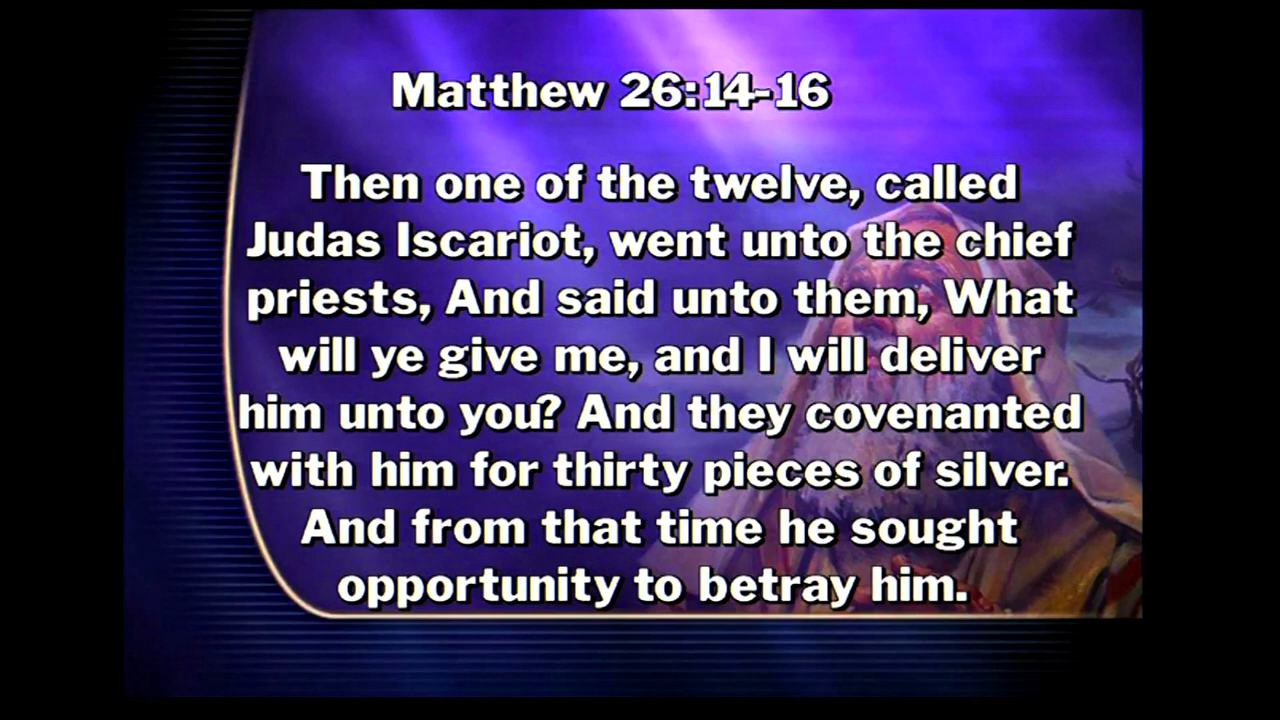 Matthew 26:14-16
Then one of the twelve, called
Judas Iscariot, went unto the chief
priests, And said unto them, What
will ye give me, and I will deliver
him unto you? And they covenanted
with him for thirty pieces of silver.
And from that time he sought
opportunity to betray him.